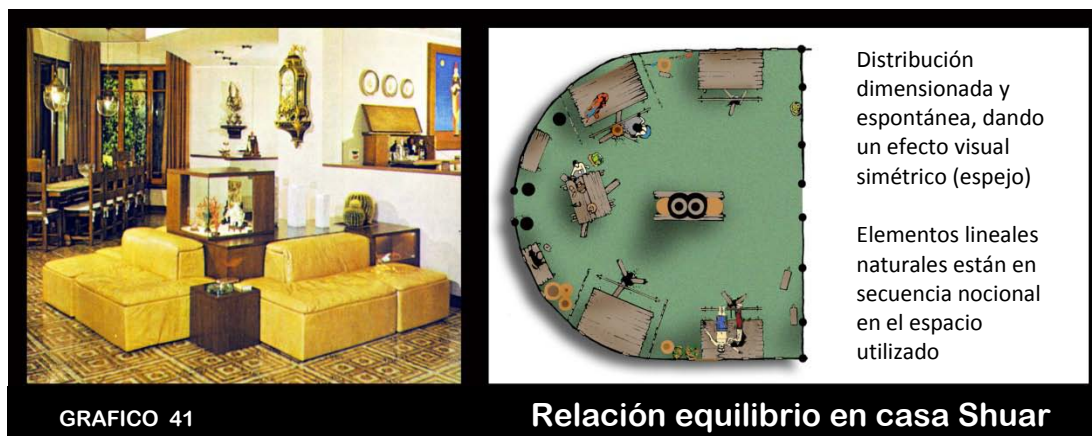 Distribución
dimensionada y
espontánea, dando
un efecto visual
simétrico (espejo)
Elementos lineales
naturales están en
secuencia nocional
en el espacio
utilizado
GRAFICO 41
Relación equilibrio en casa Shuar